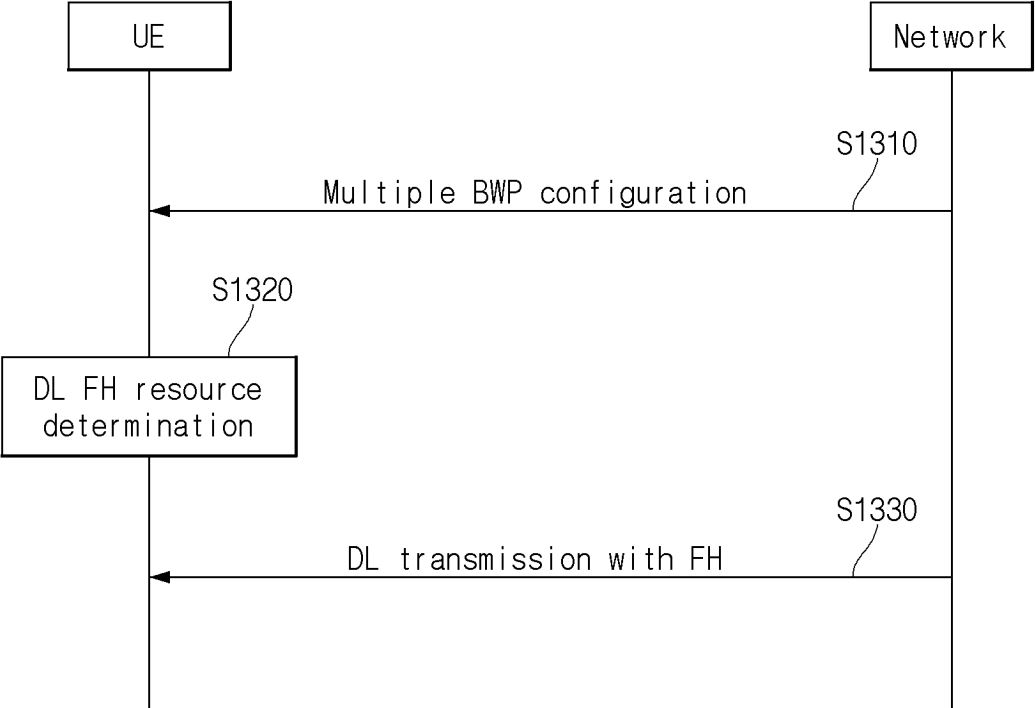 UE
Network
S1310
Multiple BWP configuration
S1320
DL FH resource
determination
S1330
DL transmission with FH